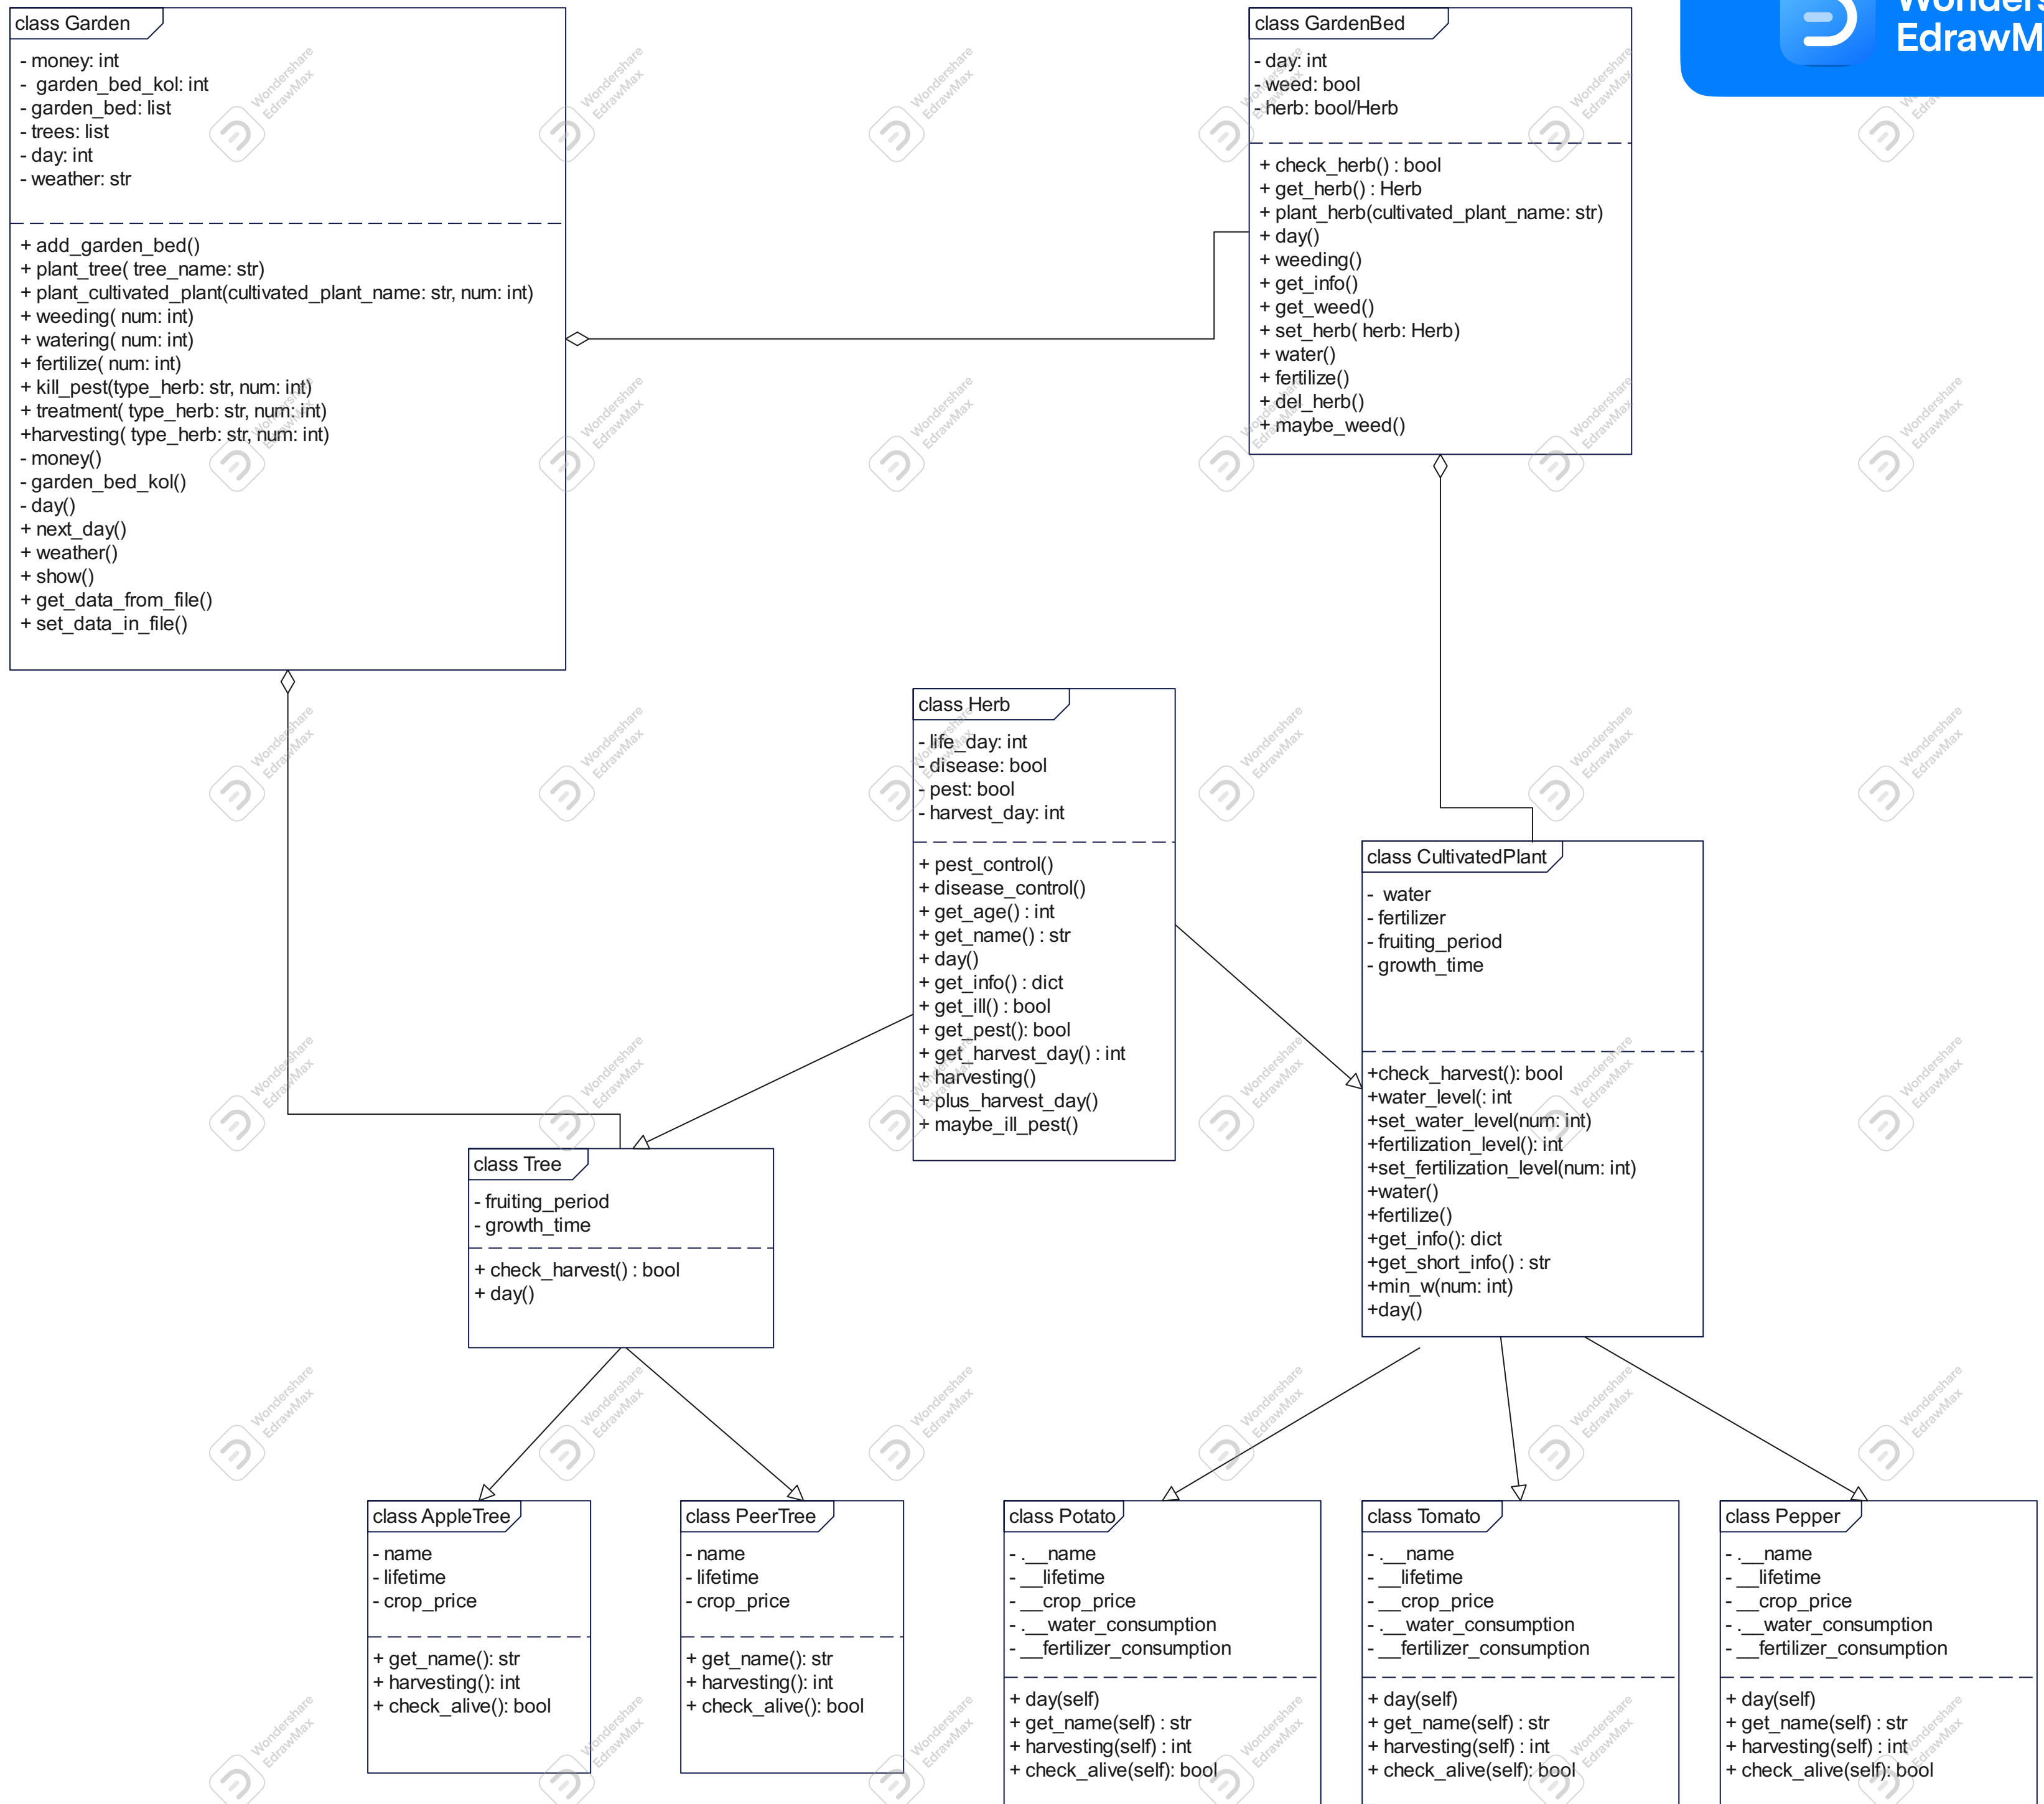 class Garden
- money: int
-  garden_bed_kol: int
- garden_bed: list
- trees: list
- day: int
- weather: str
+ add_garden_bed()
+ plant_tree( tree_name: str)
+ plant_cultivated_plant(cultivated_plant_name: str, num: int)
+ weeding( num: int)
+ watering( num: int)
+ fertilize( num: int)
+ kill_pest(type_herb: str, num: int)
+ treatment( type_herb: str, num: int)
+harvesting( type_herb: str, num: int)
- money()
- garden_bed_kol()
- day()
+ next_day()
+ weather()
+ show()
+ get_data_from_file()
+ set_data_in_file()
class GardenBed
- day: int
- weed: bool
- herb: bool/Herb
+ check_herb() : bool
+ get_herb() : Herb
+ plant_herb(cultivated_plant_name: str)
+ day()
+ weeding()
+ get_info()
+ get_weed()
+ set_herb( herb: Herb)
+ water()
+ fertilize()
+ del_herb()
+ maybe_weed()
class Herb
- life_day: int
- disease: bool
- pest: bool
- harvest_day: int
+ pest_control()
+ disease_control()
+ get_age() : int
+ get_name() : str
+ day()
+ get_info() : dict
+ get_ill() : bool
+ get_pest(): bool
+ get_harvest_day() : int
+ harvesting()
+ plus_harvest_day()
+ maybe_ill_pest()
class CultivatedPlant
-  water
- fertilizer
- fruiting_period
- growth_time
+check_harvest(): bool
+water_level(: int
+set_water_level(num: int)
+fertilization_level(): int
+set_fertilization_level(num: int)
+water()
+fertilize()
+get_info(): dict
+get_short_info() : str
+min_w(num: int)
+day()
class Tree
- fruiting_period
- growth_time
+ check_harvest() : bool
+ day()
class AppleTree
- name
- lifetime
- crop_price
+ get_name(): str
+ harvesting(): int
+ check_alive(): bool
class PeerTree
- name
- lifetime
- crop_price
+ get_name(): str
+ harvesting(): int
+ check_alive(): bool
class Potato
- .__name
- __lifetime
- __crop_price
- .__water_consumption
- __fertilizer_consumption
+ day(self)
+ get_name(self) : str
+ harvesting(self) : int
+ check_alive(self): bool
class Tomato
- .__name
- __lifetime
- __crop_price
- .__water_consumption
- __fertilizer_consumption
+ day(self)
+ get_name(self) : str
+ harvesting(self) : int
+ check_alive(self): bool
class Pepper
- .__name
- __lifetime
- __crop_price
- .__water_consumption
- __fertilizer_consumption
+ day(self)
+ get_name(self) : str
+ harvesting(self) : int
+ check_alive(self): bool
Wondershare
EdrawMax